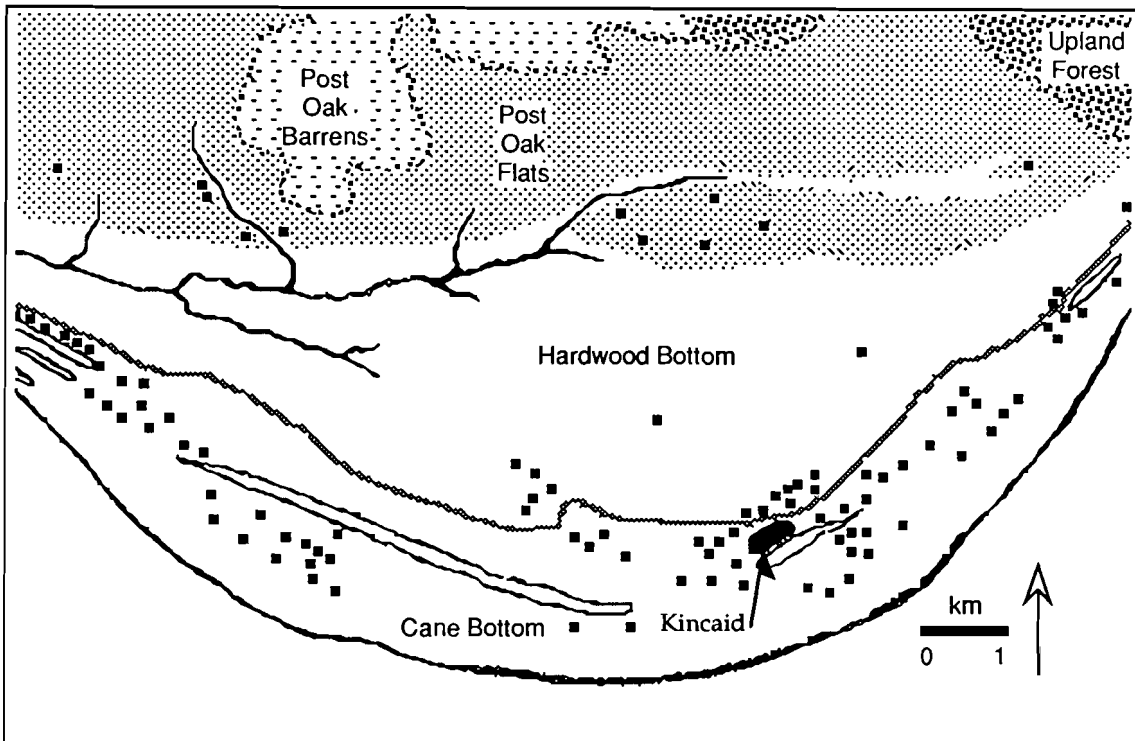 Upland
Forest
Post
Oak
Barrens
Post
Oak
Flats
Hardwood Bottom
Kincaid
Cane Bottom
km
0 1